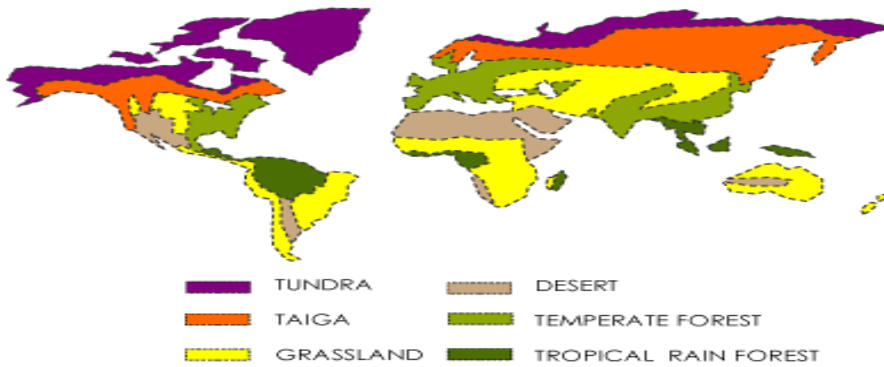 TUNDRA
DESERT
TAIGA
TEMPERATE FOREST
GRASSLAND
TROPICAL RAIN FOREST